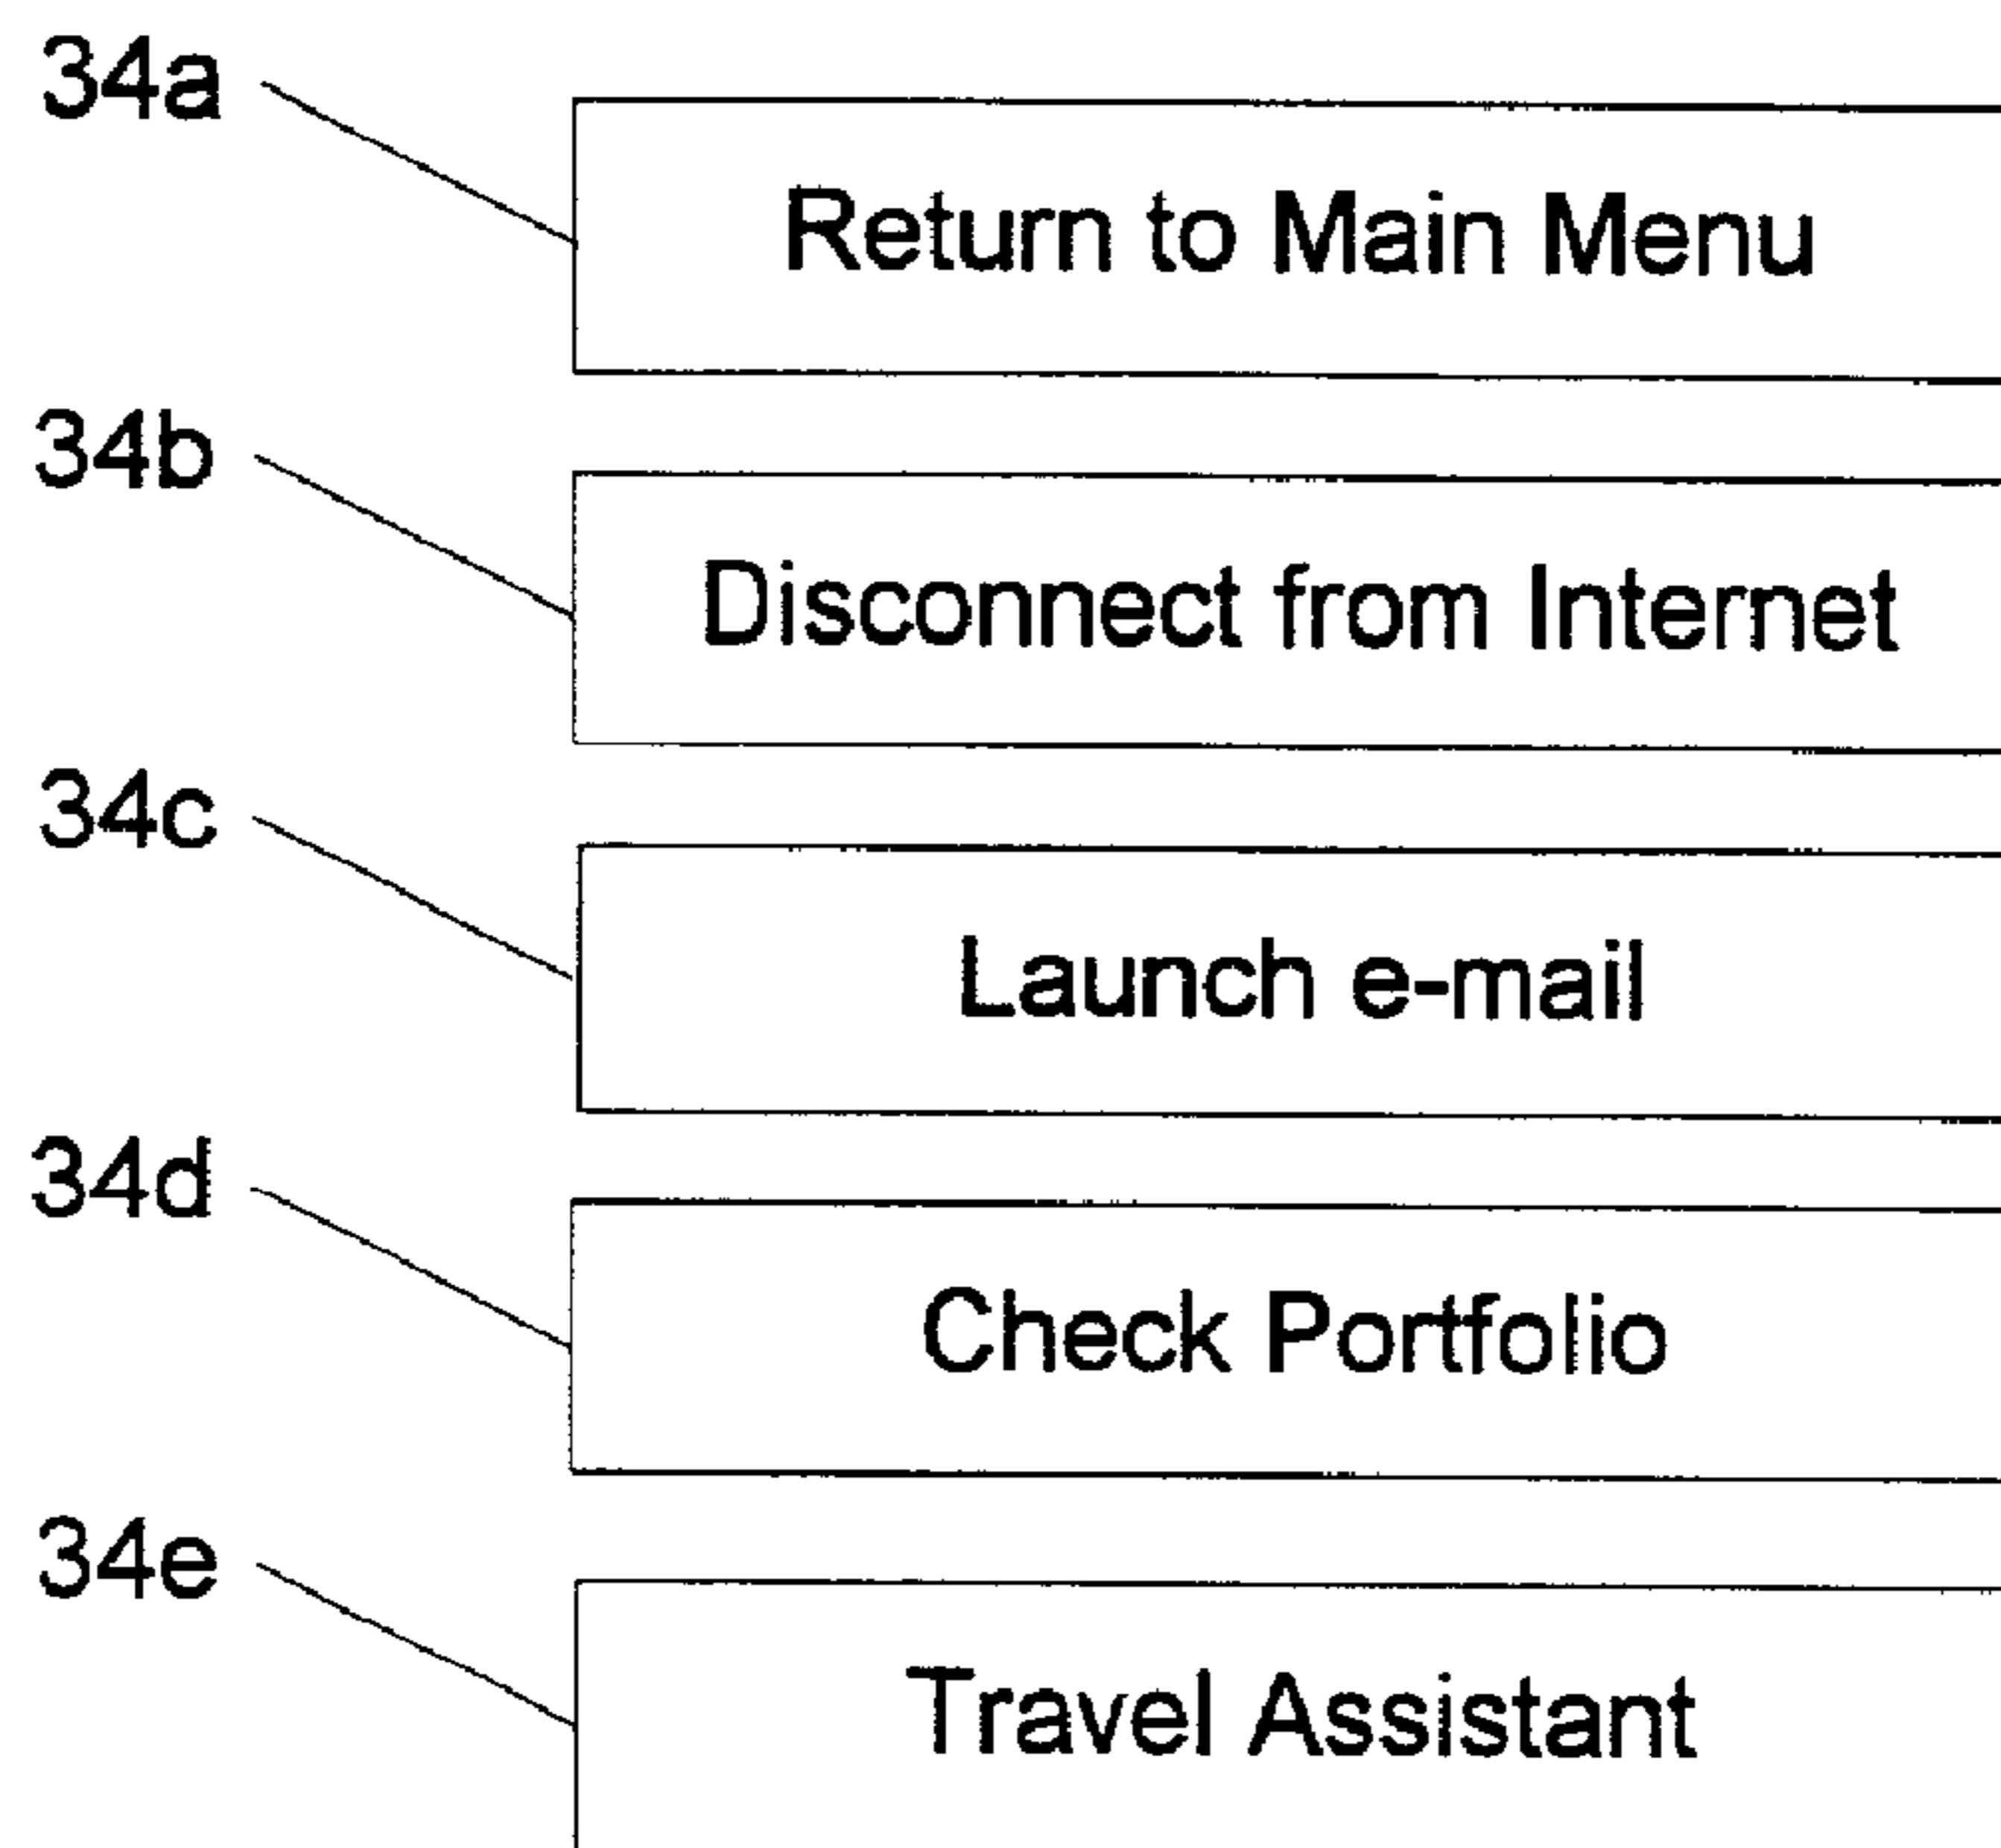 34a
Return to Main Menu
34b
Disconnect from Internet
34c
Launch e-mail
34d
Check Portfolio
34e
Travel Assistant